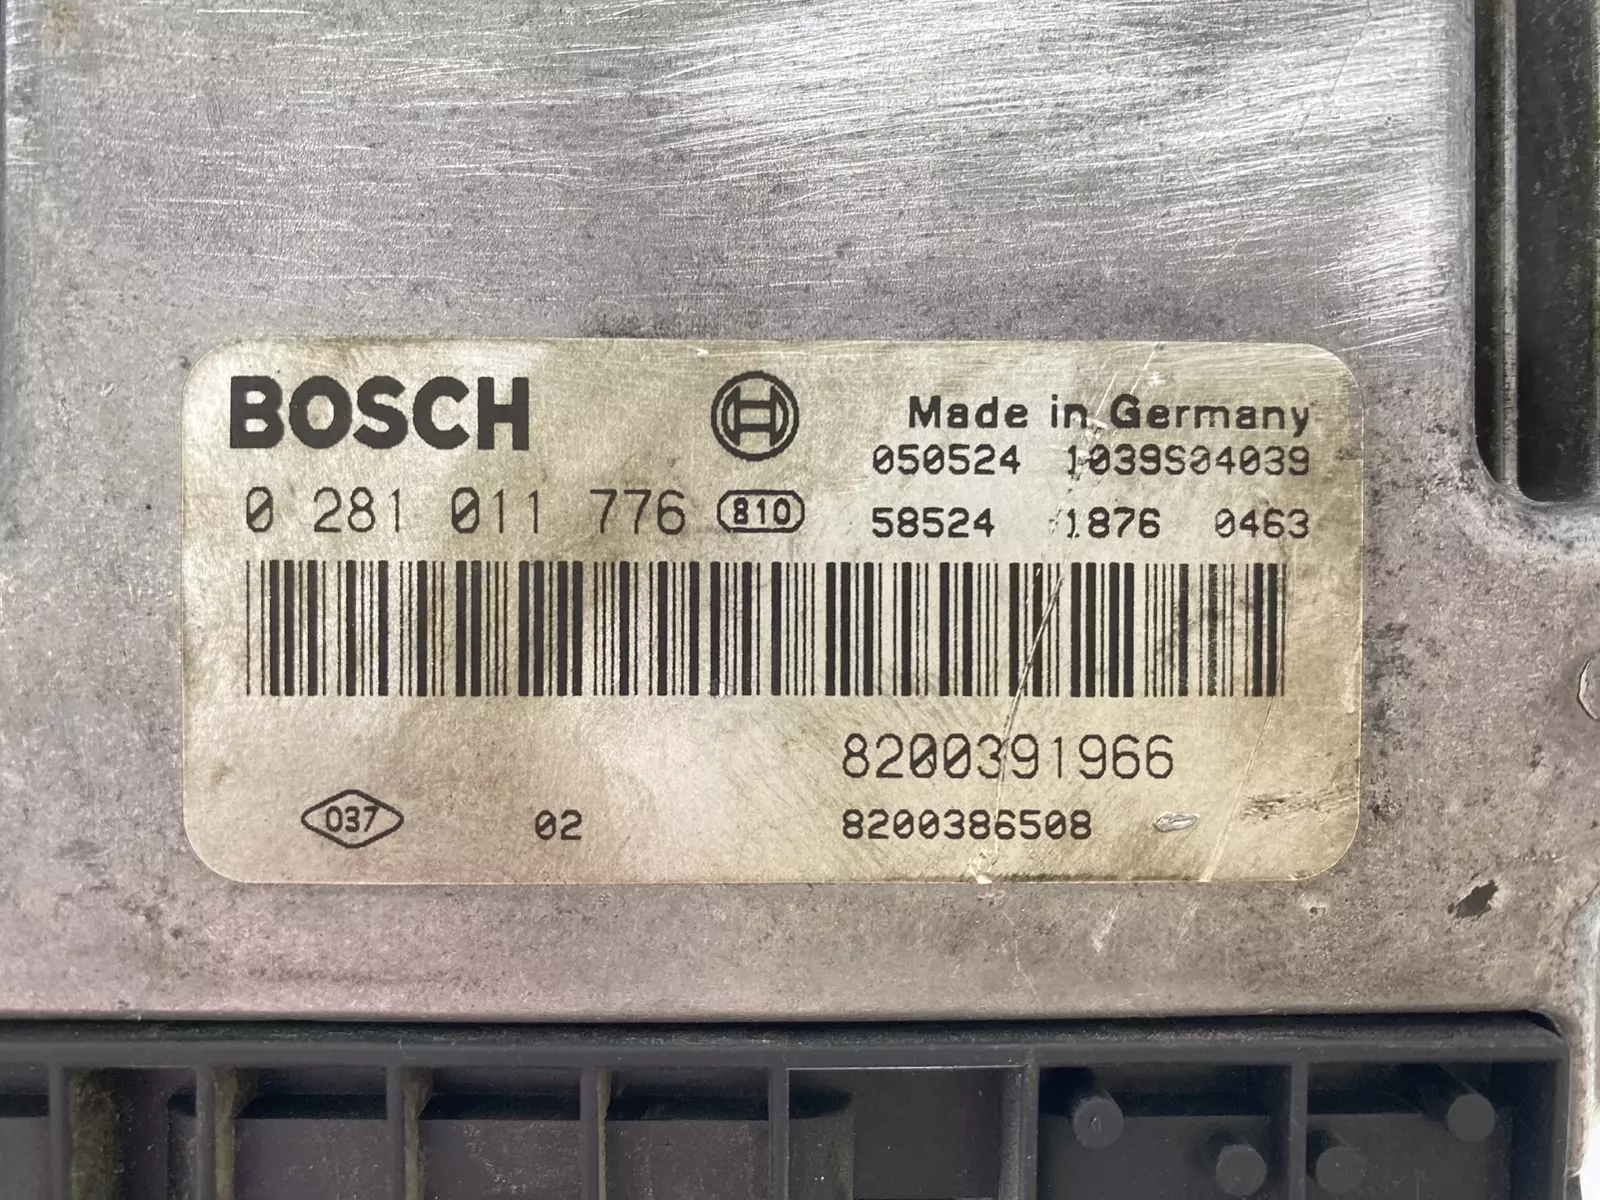 BOSCH
Made in Germany
050524 1039S04039
0 281 011 776 810
58524 1876 0463
8200391966
037 02 8200386508